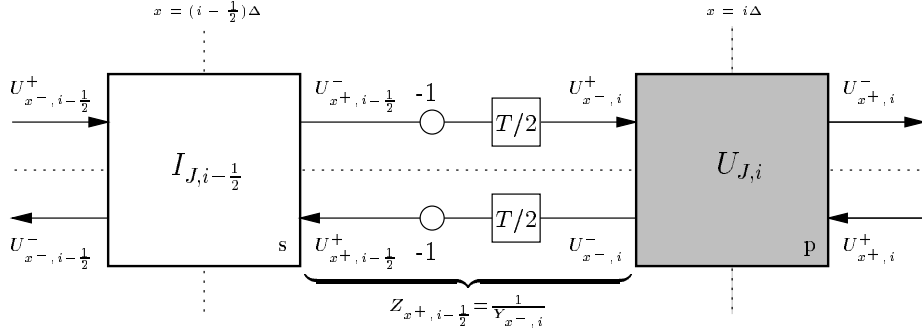 x = (i − 1/2)Δ
x = iΔ
U^+_{x^-, i−1/2}
U^-_{x^+, i−1/2}
-1
T/2
U^+_{x^-, i}
U^-_{x^+, i}
I_{J,i−1/2}
U_{J,i}
U^-_{x^-, i−1/2}
s
U^+_{x^+, i−1/2}
-1
T/2
U^-_{x^-, i}
p
U^+_{x^+, i}
Z_{x^+, i−1/2} = 1/Y_{x^-, i}